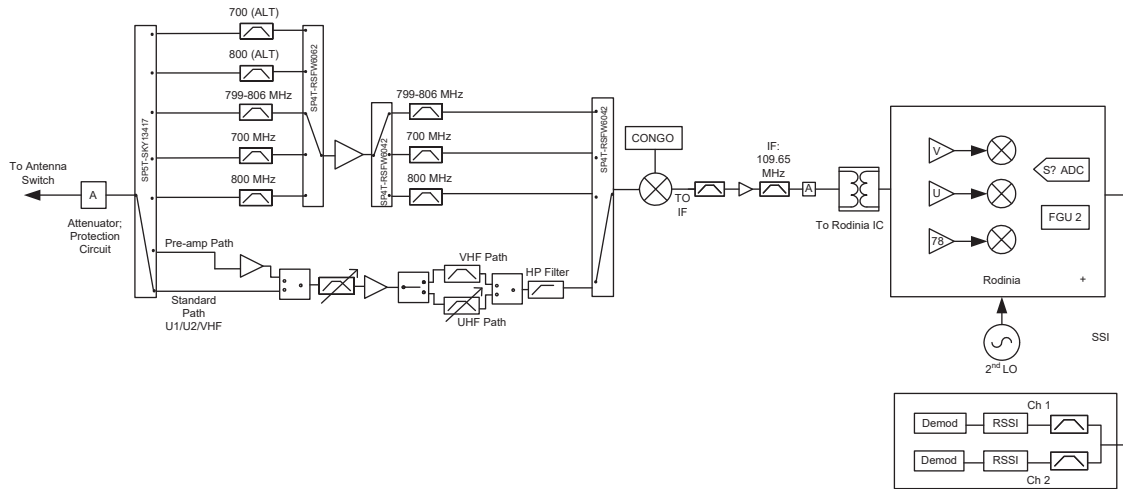 700 (ALT)
800 (ALT)
799-806 MHz
700 MHz
800 MHz
SP5T-SKY13417
SP4T-RSFW6062
SP4T-RSFW6042
799-806 MHz
700 MHz
800 MHz
SP4T-RSFW6042
To Antenna
Switch
A
Attenuator;
Protection
Circuit
Pre-amp Path
Standard
Path
U1/U2/VHF
VHF Path
UHF Path
HP Filter
CONGO
TO
IF
IF:
109.65
MHz
A
To Rodinia IC
V
U
78
S? ADC
FGU 2
Rodinia
+
2nd LO
SSI
Ch 1
Demod
RSSI
Demod
RSSI
Ch 2